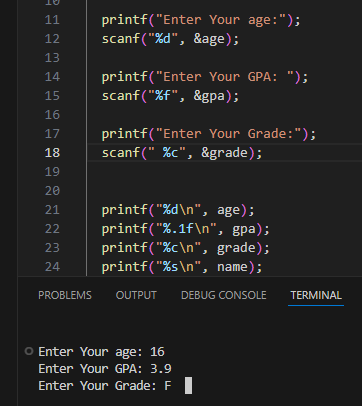 10
11 printf("Enter Your age:");
12 scanf("%d", &age);
13
14 printf("Enter Your GPA: ");
15 scanf("%f", &gpa);
16
17 printf("Enter Your Grade:");
18 scanf(" %c", &grade);
19
20
21 printf("%d\n", age);
22 printf("%.1f\n", gpa);
23 printf("%c\n", grade);
24 printf("%s\n", name);
PROBLEMS OUTPUT DEBUG CONSOLE TERMINAL
Enter Your age: 16
Enter Your GPA: 3.9
Enter Your Grade: F